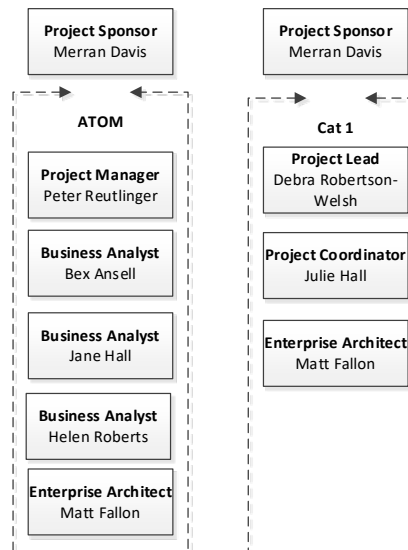 Project Sponsor
Merran Davis
ATOM
Project Manager
Peter Reutlinger
Business Analyst
Bex Ansell
Business Analyst
Jane Hall
Business Analyst
Helen Roberts
Enterprise Architect
Matt Fallon
Project Sponsor
Merran Davis
Cat 1
Project Lead
Debra Robertson-
Welsh
Project Coordinator
Julie Hall
Enterprise Architect
Matt Fallon